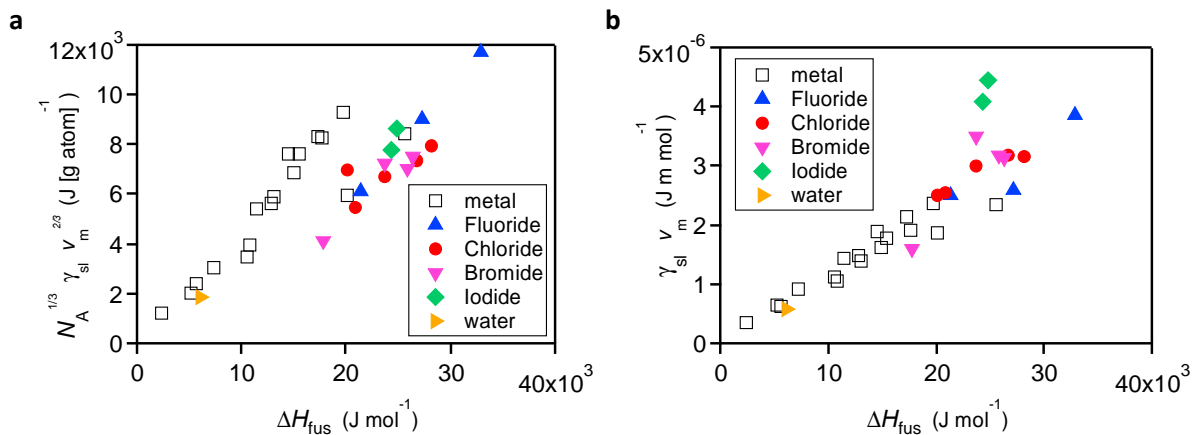 a
12x10³
10
8
6
4
2
0
N_A^{1/3} γ_sl v_m^{2/3} (J [g atom]⁻¹)
metal
Fluoride
Chloride
Bromide
Iodide
water
0
10
20
30
40x10³
ΔH_fus (J mol⁻¹)
b
5x10⁻⁶
4
3
2
1
0
γ_sl v_m (J m mol⁻¹)
metal
Fluoride
Chloride
Bromide
Iodide
water
0
10
20
30
40x10³
ΔH_fus (J mol⁻¹)